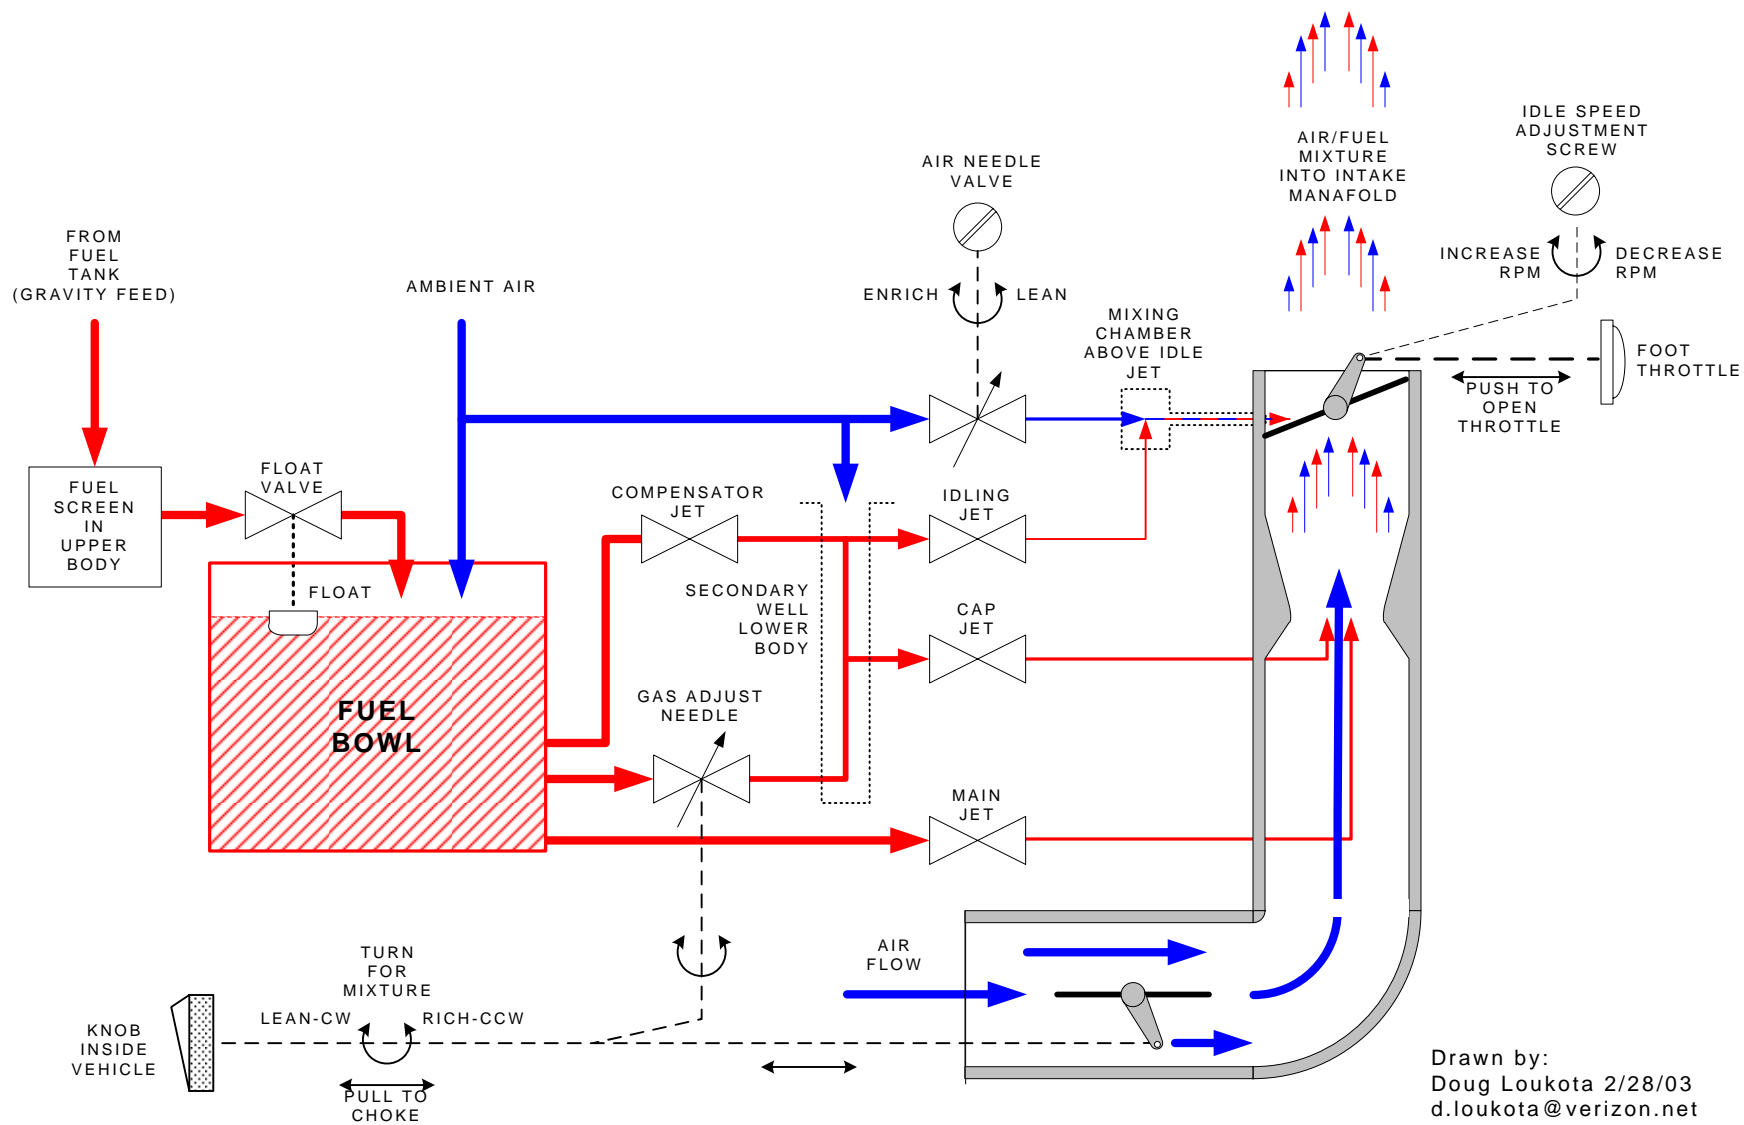 FROM
FUEL
TANK
(GRAVITY FEED)
AMBIENT AIR
AIR NEEDLE
VALVE
ENRICH
LEAN
MIXING
CHAMBER
ABOVE IDLE
JET
AIR/FUEL
MIXTURE
INTO INTAKE
MANAFOLD
IDLE SPEED
ADJUSTMENT
SCREW
INCREASE
RPM
DECREASE
RPM
FOOT
THROTTLE
PUSH TO
OPEN
THROTTLE
FUEL
SCREEN
IN
UPPER
BODY
FLOAT
VALVE
FLOAT
COMPENSATOR
JET
IDLING
JET
SECONDARY
WELL
LOWER
BODY
CAP
JET
FUEL
BOWL
GAS ADJUST
NEEDLE
MAIN
JET
AIR
FLOW
TURN
FOR
MIXTURE
LEAN-CW
RICH-CCW
KNOB
INSIDE
VEHICLE
PULL TO
CHOKE
Drawn by:
Doug Loukota 2/28/03
d.loukota@verizon.net